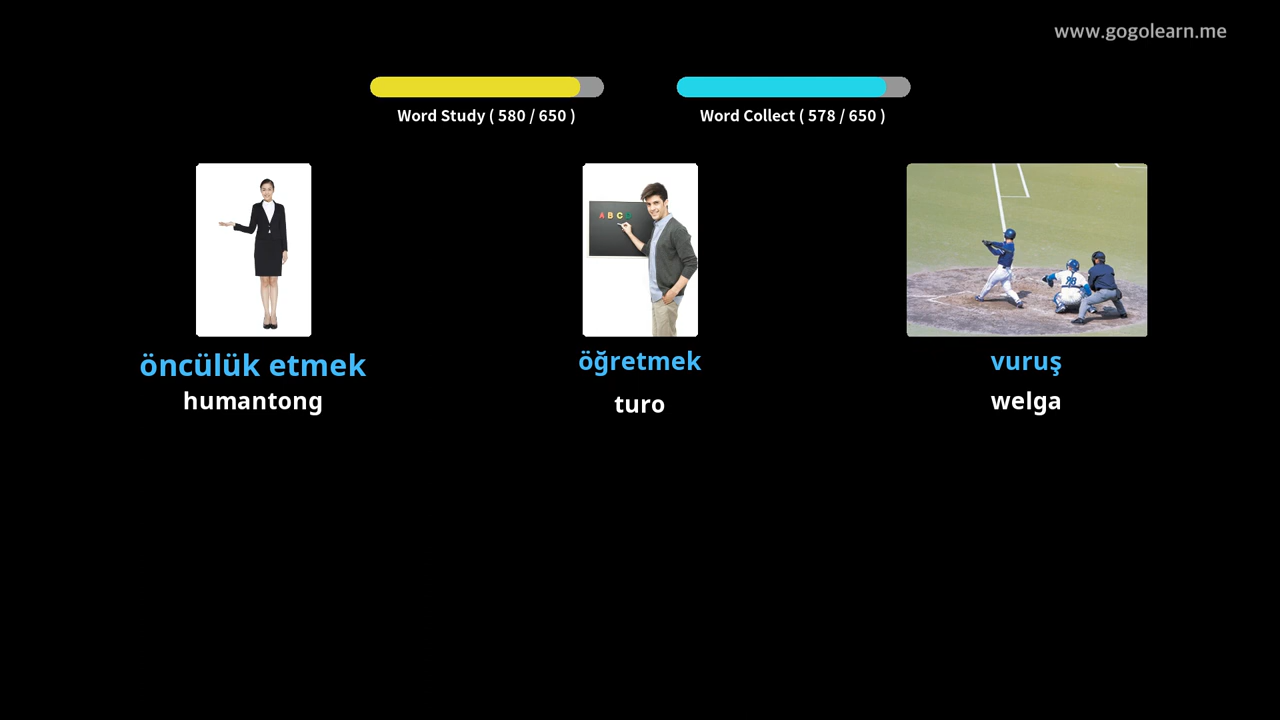 www.gogolearn.me
Word Study ( 580 / 650 )
Word Collect ( 578 / 650 )
A B C
öncülük etmek
humantong
öğretmek
turo
vuruş
welga